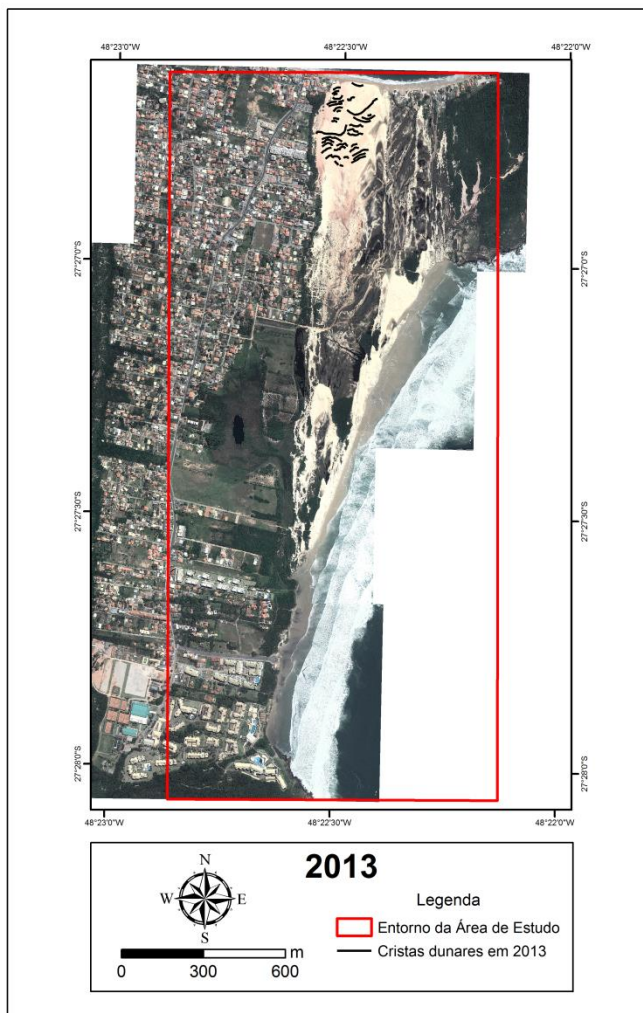 48°23'0"W 48°22'30"W 48°22'0"W
27°27'0"S 27°27'0"S
27°27'30"S 27°27'30"S
27°28'0"S 27°28'0"S
48°23'0"W 48°22'30"W 48°22'0"W
2013
N
W E
S
Legenda
Entorno da Área de Estudo
Cristas dunares em 2013
m
0 300 600